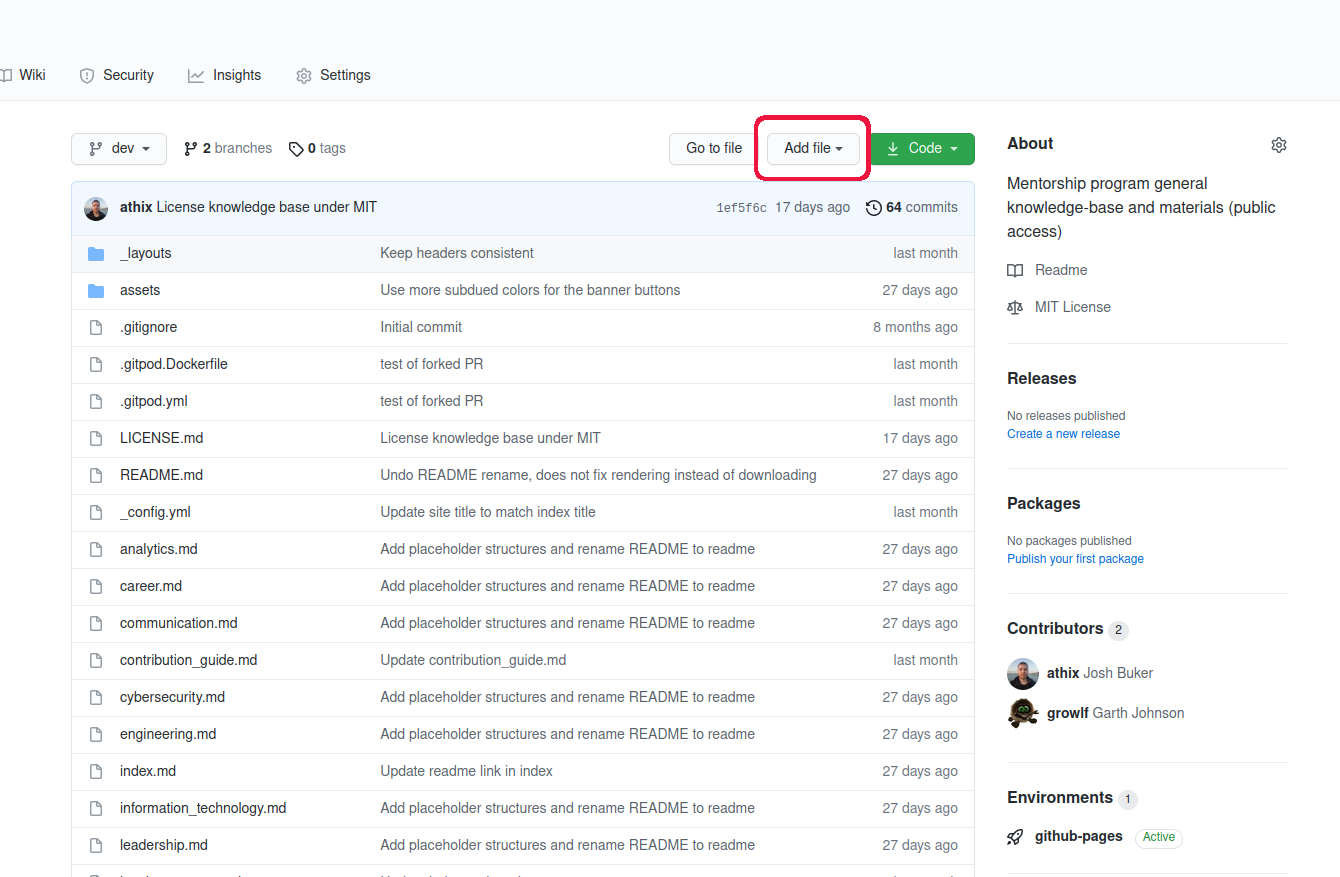 Wiki Security Insights Settings
dev 2 branches 0 tags Go to file Add file Code
athix License knowledge base under MIT 1ef5f6c 17 days ago 64 commits
_layouts Keep headers consistent last month
assets Use more subdued colors for the banner buttons 27 days ago
.gitignore Initial commit 8 months ago
.gitpod.Dockerfile test of forked PR last month
.gitpod.yml test of forked PR last month
LICENSE.md License knowledge base under MIT 17 days ago
README.md Undo README rename, does not fix rendering instead of downloading 27 days ago
_config.yml Update site title to match index title last month
analytics.md Add placeholder structures and rename README to readme 27 days ago
career.md Add placeholder structures and rename README to readme 27 days ago
communication.md Add placeholder structures and rename README to readme 27 days ago
contribution_guide.md Update contribution_guide.md last month
cybersecurity.md Add placeholder structures and rename README to readme 27 days ago
engineering.md Add placeholder structures and rename README to readme 27 days ago
index.md Update readme link in index 27 days ago
information_technology.md Add placeholder structures and rename README to readme 27 days ago
leadership.md Add placeholder structures and rename README to readme 27 days ago
About
Mentorship program general
knowledge-base and materials (public
access)
Readme
MIT License
Releases
No releases published
Create a new release
Packages
No packages published
Publish your first package
Contributors 2
athix Josh Buker
growlf Garth Johnson
Environments 1
github-pages Active